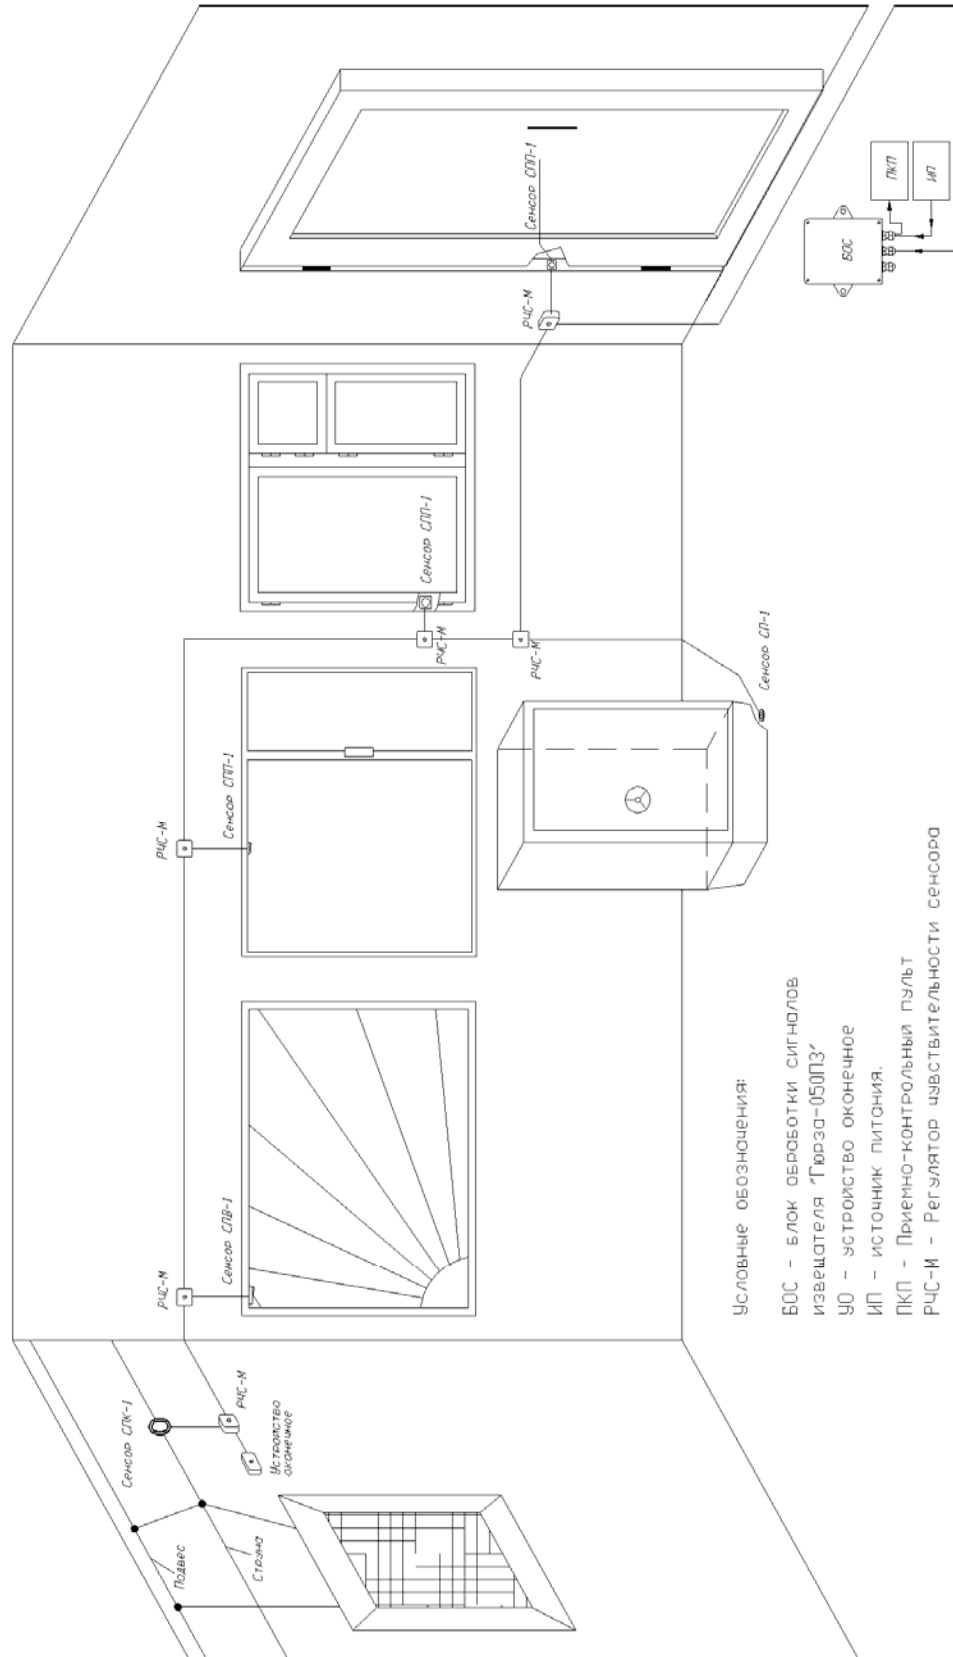 Сенсор СПК-1
РЧС-М
Устройство
оконечное
Подвес
Струна
РЧС-М
Сенсор СПВ-1
РЧС-М
Сенсор СПП-1
Сенсор СПП-1
РЧС-М
РЧС-М
Сенсор СП-1
РЧС-М
Сенсор СПП-1
БОС
ПКП
ИП
Условные обозначения:
БОС - блок обработки сигналов
извещателя "Гюрза-050ПЗ"
УО - устройство оконечное
ИП - источник питания.
ПКП - Приемно-контрольный пульт
РЧС-М - Регулятор чувствительности сенсора